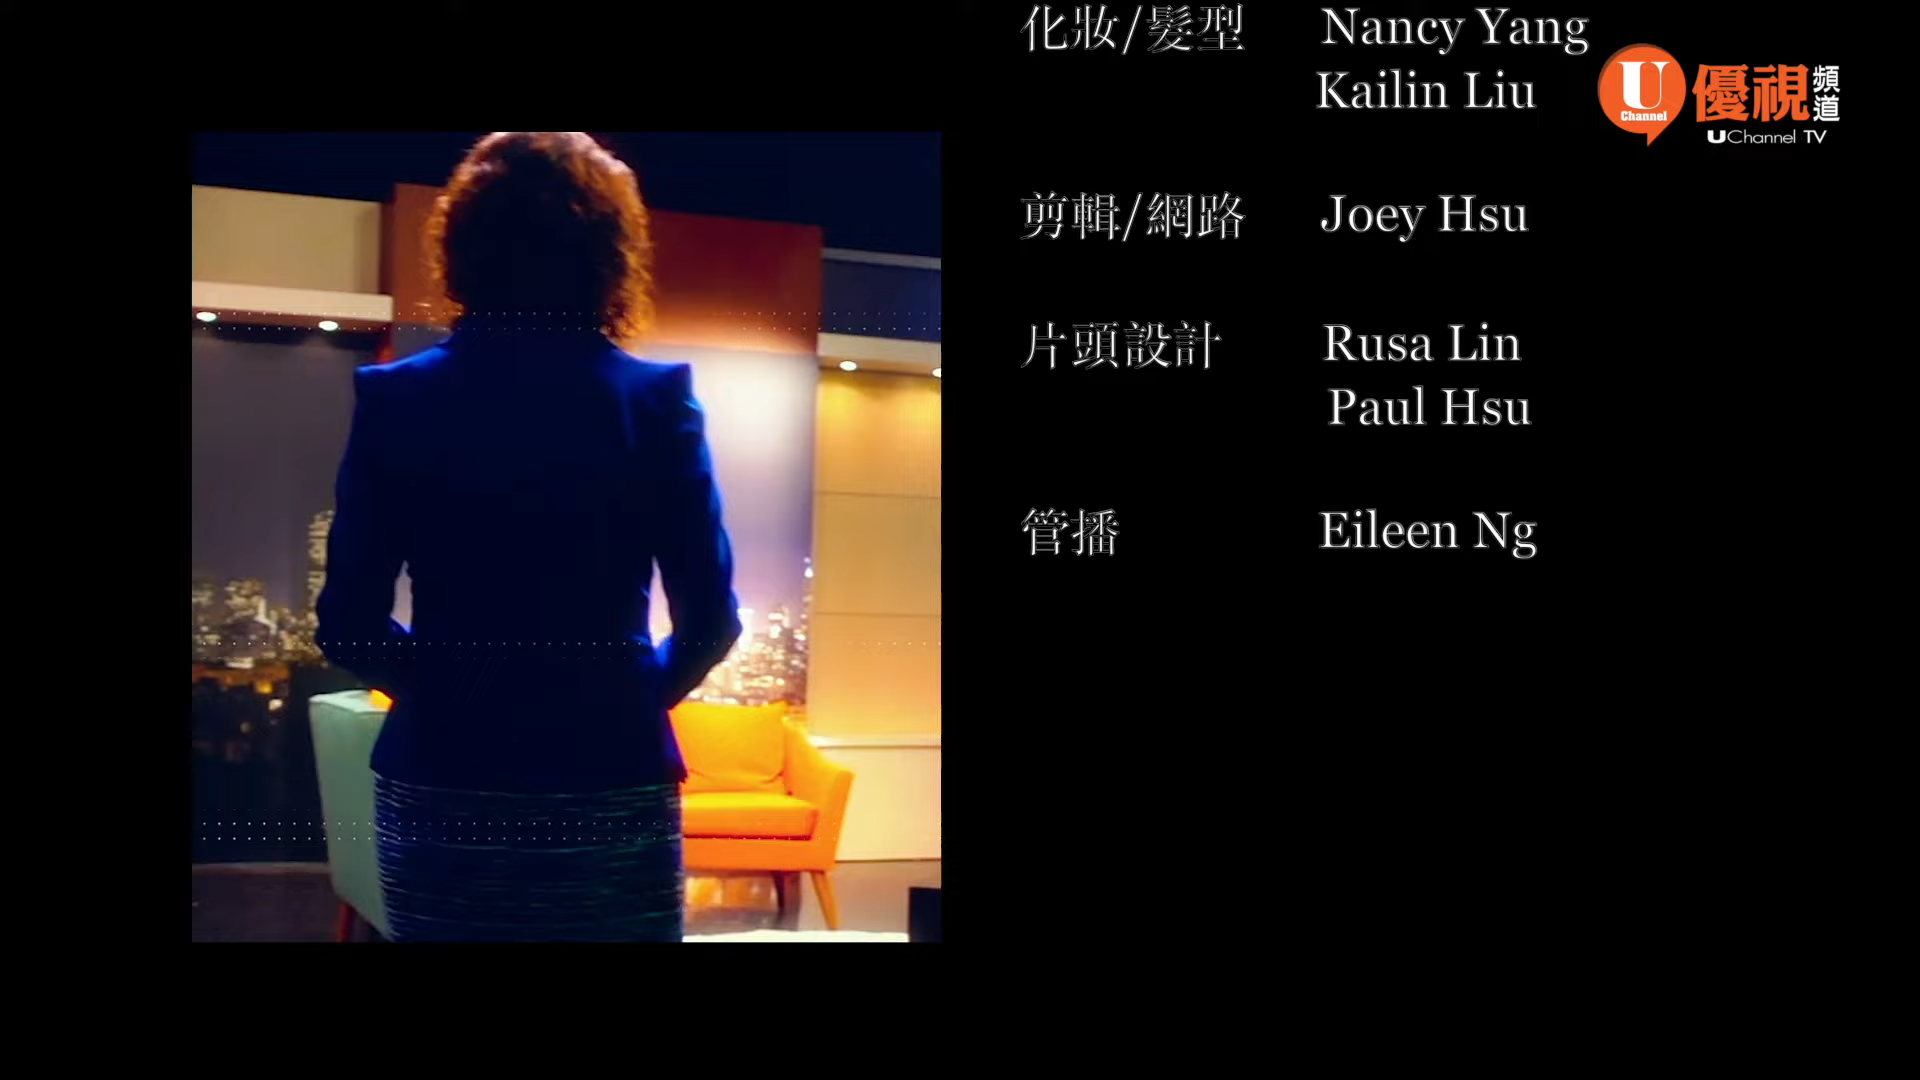 化妝/髮型 Nancy Yang
Kailin Liu
U Channel 優視頻道
UChannel TV
剪輯/網路 Joey Hsu
片頭設計 Rusa Lin
Paul Hsu
管播 Eileen Ng